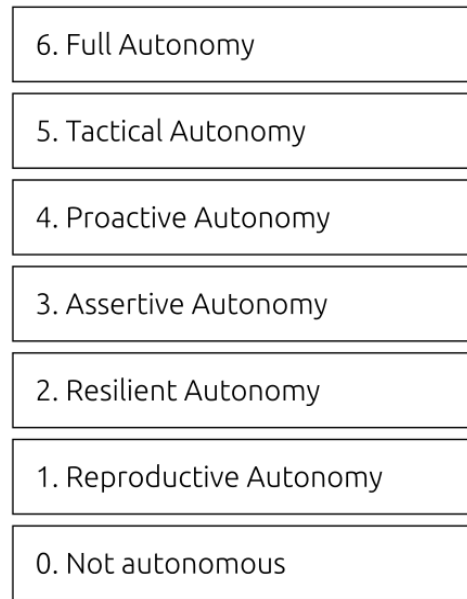 6. Full Autonomy
5. Tactical Autonomy
4. Proactive Autonomy
3. Assertive Autonomy
2. Resilient Autonomy
1. Reproductive Autonomy
0. Not autonomous